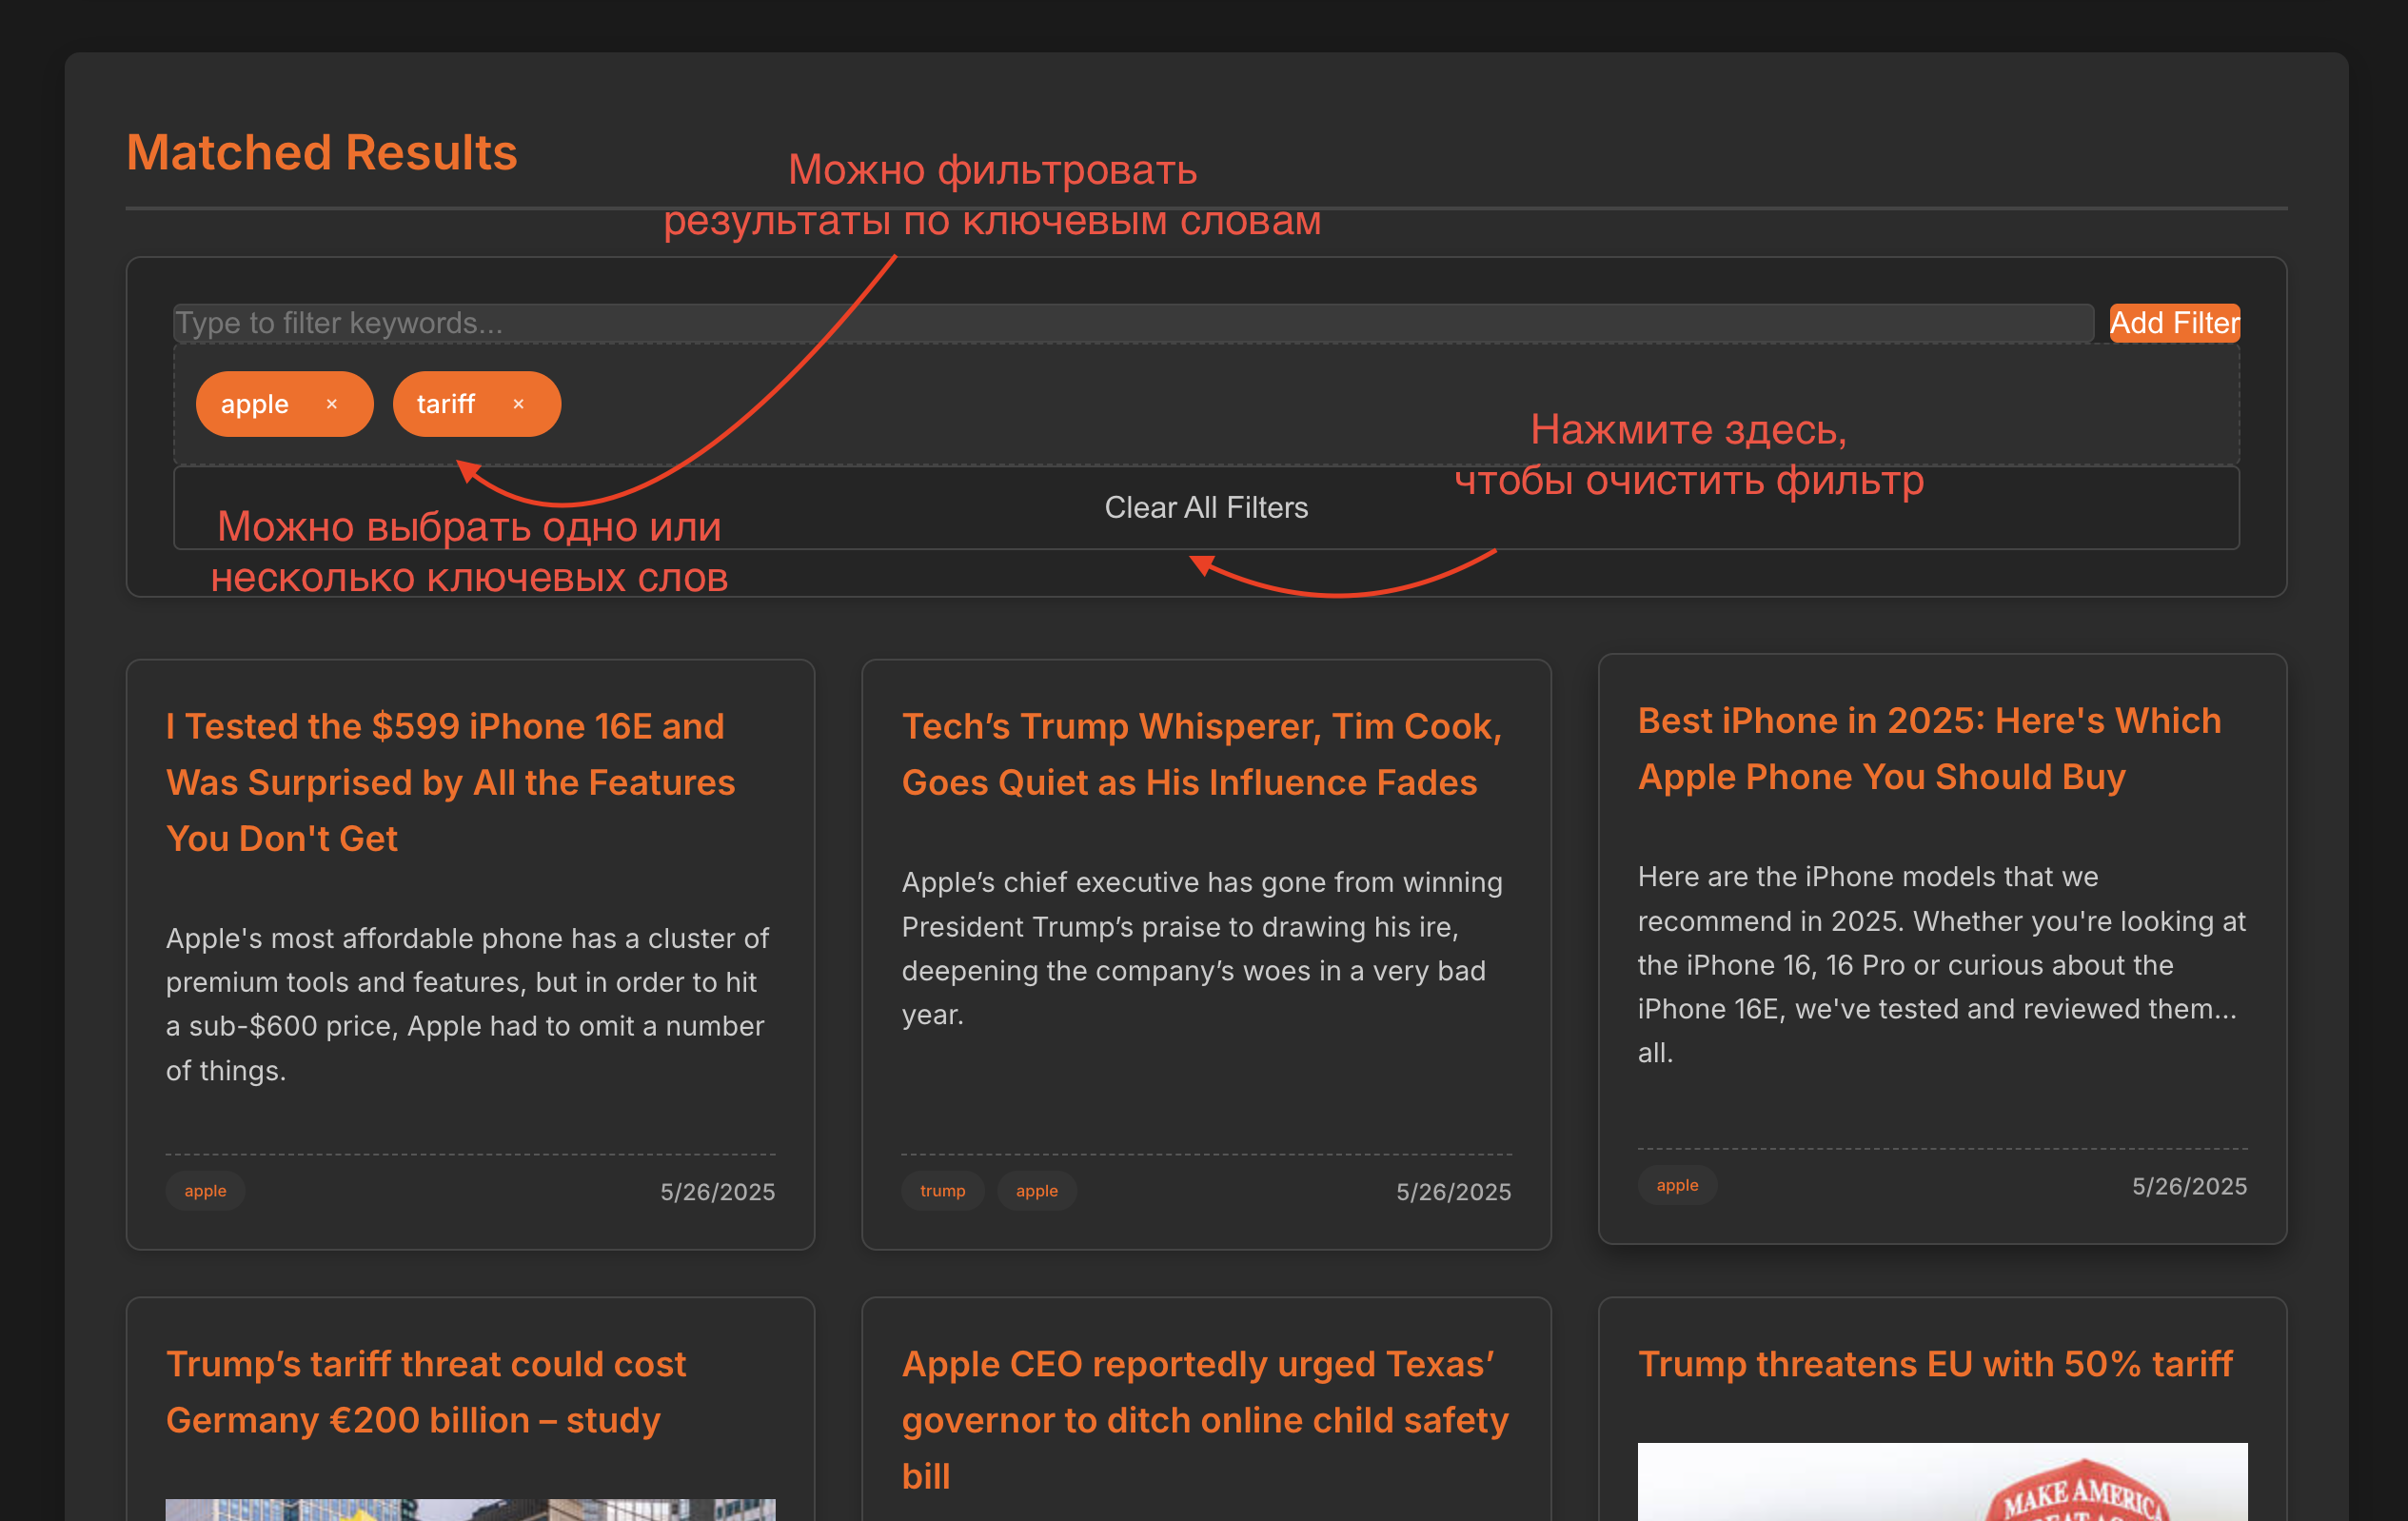 Matched Results
Можно фильтровать
результаты по ключевым словам
Type to filter keywords...
Add Filter
apple ×
tariff ×
Нажмите здесь,
чтобы очистить фильтр
Clear All Filters
Можно выбрать одно или
несколько ключевых слов
I Tested the $599 iPhone 16E and
Was Surprised by All the Features
You Don't Get
Apple's most affordable phone has a cluster of
premium tools and features, but in order to hit
a sub-$600 price, Apple had to omit a number
of things.
apple
5/26/2025
Tech’s Trump Whisperer, Tim Cook,
Goes Quiet as His Influence Fades
Apple’s chief executive has gone from winning
President Trump’s praise to drawing his ire,
deepening the company’s woes in a very bad
year.
trump
apple
5/26/2025
Best iPhone in 2025: Here's Which
Apple Phone You Should Buy
Here are the iPhone models that we
recommend in 2025. Whether you're looking at
the iPhone 16, 16 Pro or curious about the
iPhone 16E, we've tested and reviewed them...
all.
apple
5/26/2025
Trump’s tariff threat could cost
Germany €200 billion – study
Apple CEO reportedly urged Texas’
governor to ditch online child safety
bill
Trump threatens EU with 50% tariff
MAKE AMERICA